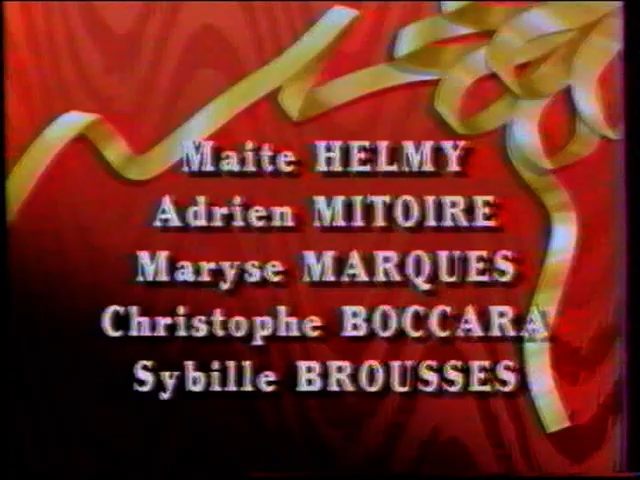 Maite HELMY
Adrien MITOIRE
Maryse MARQUES
Christophe BOCCARA
Sybille BROUSSES